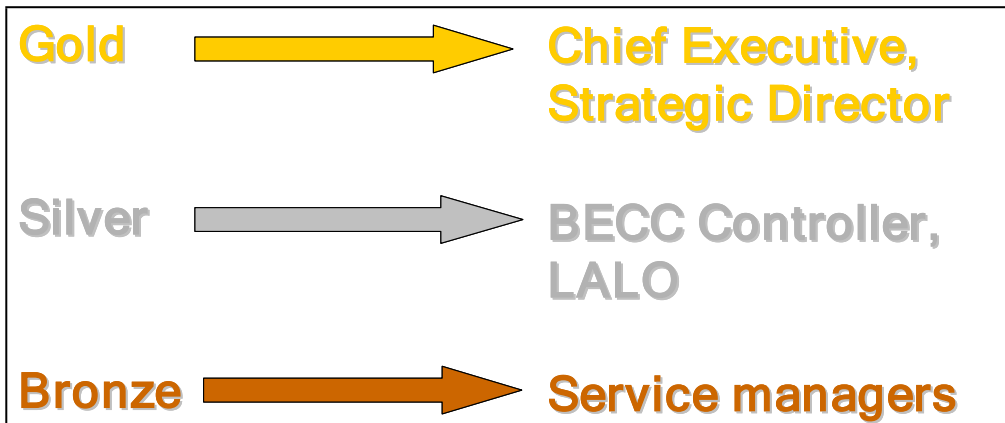 Gold
Chief Executive,
Strategic Director
Silver
BECC Controller,
LALO
Bronze
Service managers